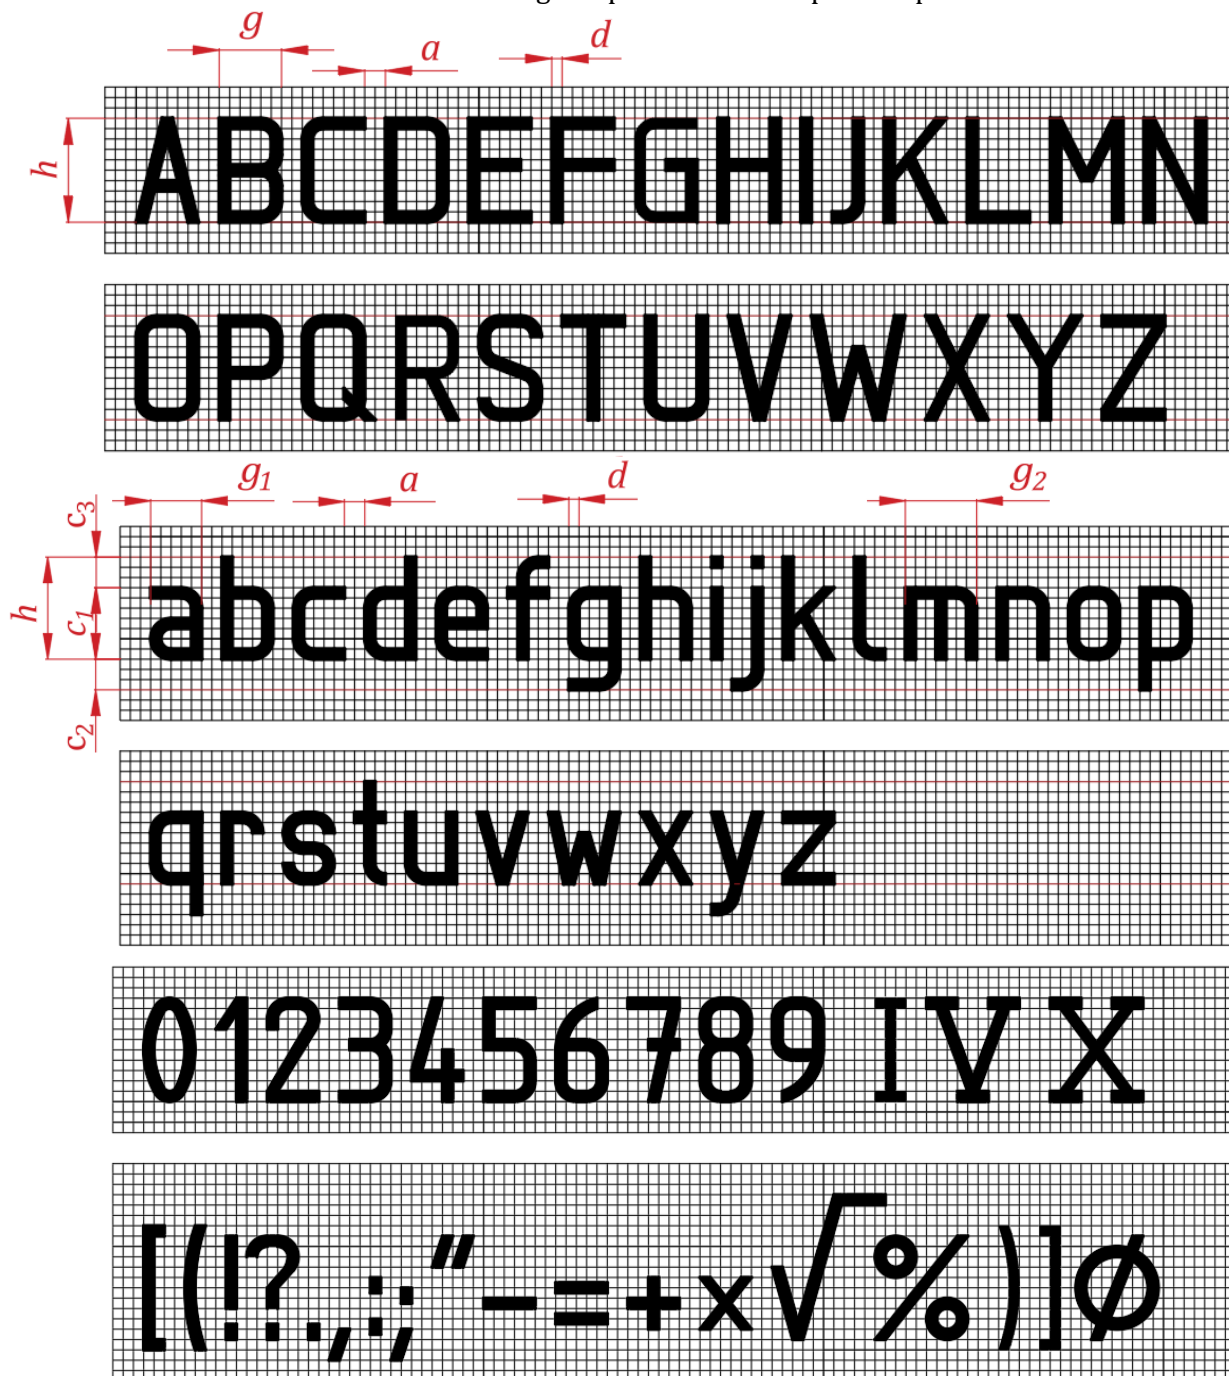 g a d
h
ABCDEFGHIJKLMN
OPQRSTUVWXYZ
g₁ a d g₂
c₃
h c₁
c₂
abcdefghijklmnop
qrstuvwxyz
0123456789 I V X
[(!?.,:;"-=+×√%)]Ø